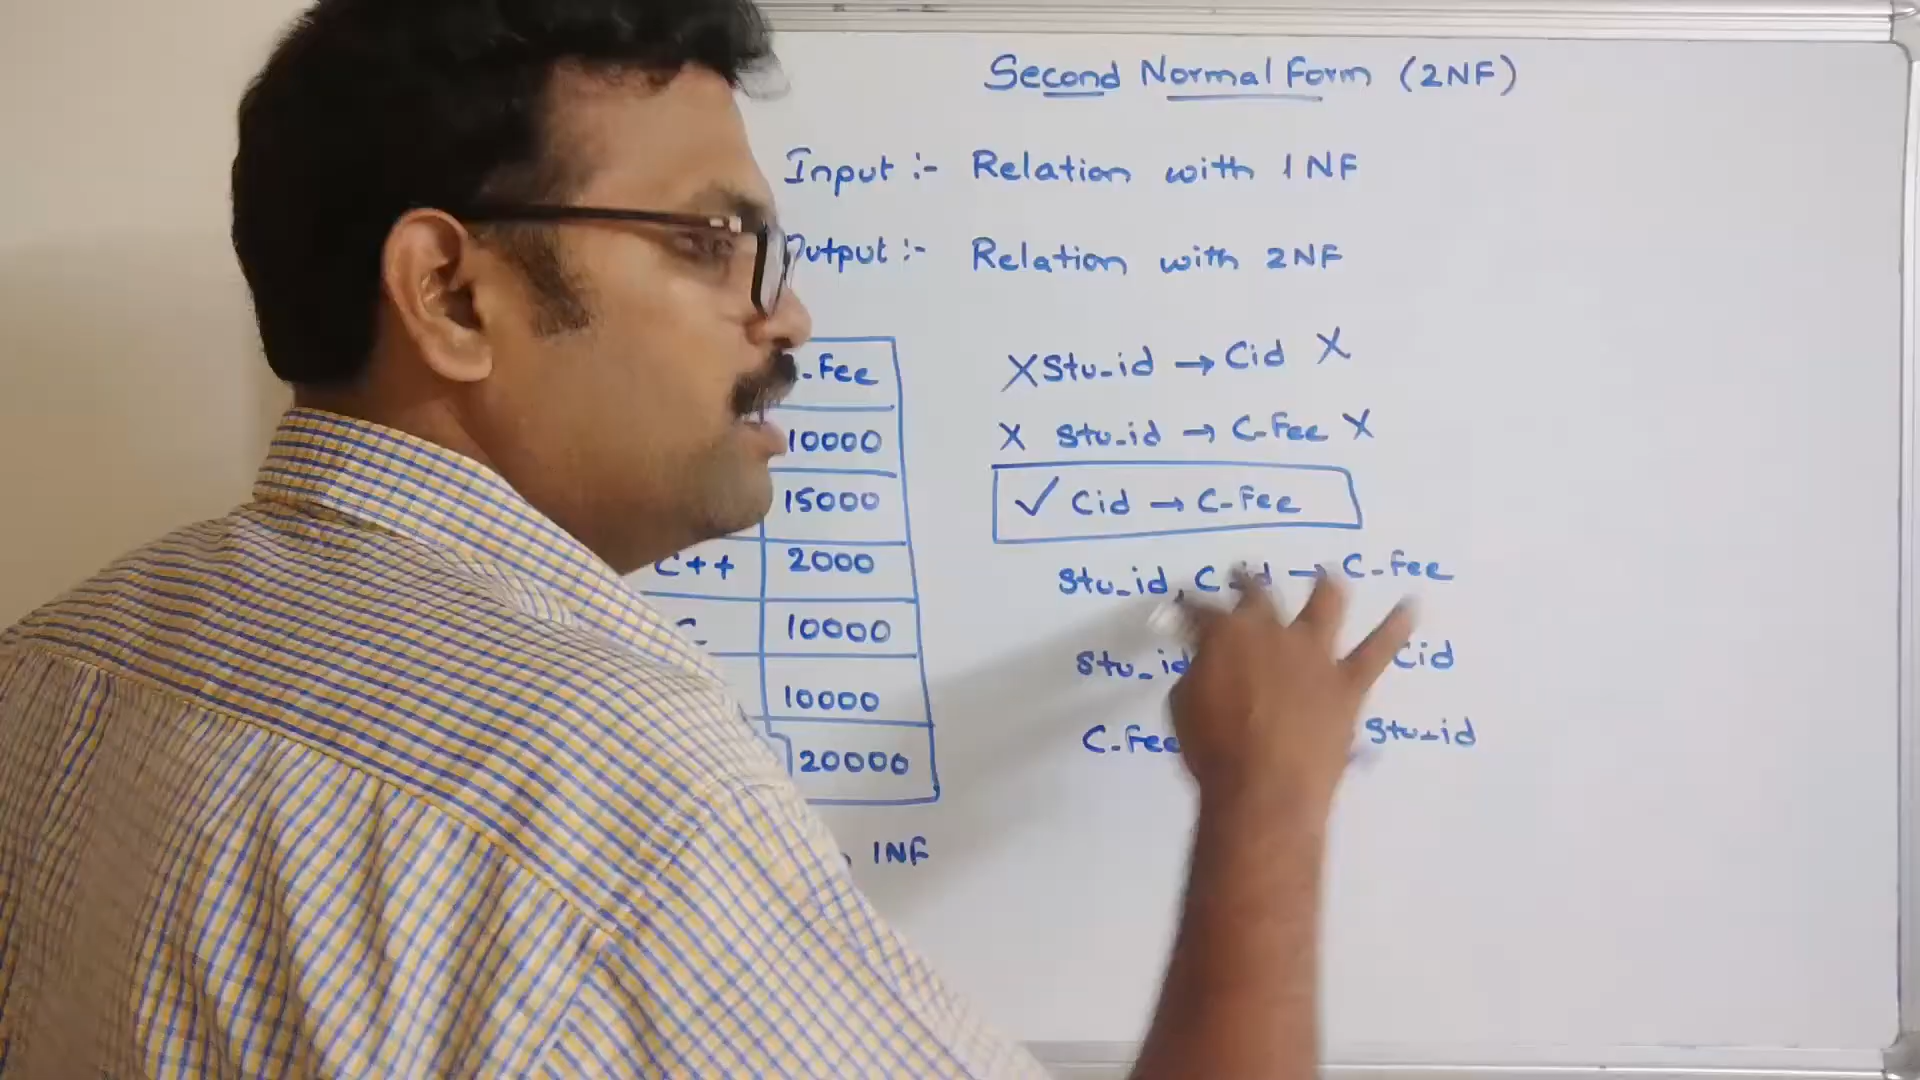 Second Normal Form (2NF)
Input :- Relation with 1NF
Output :- Relation with 2NF
X Stu_id → Cid X
X Stu_id → C-Fee X
✓ Cid → C-Fee
Stu_id, C_id → C-Fee
Stu_id Cid
C-Fee Stu_id
-Fee
10000
15000
C++ 2000
10000
10000
20000
1NF